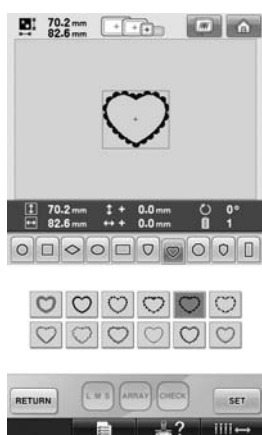 70.2 mm
82.6 mm
70.2 mm + 0.0 mm 0°
82.6 mm + 0.0 mm 1
RETURN L M S ARRAY CHECK SET
?